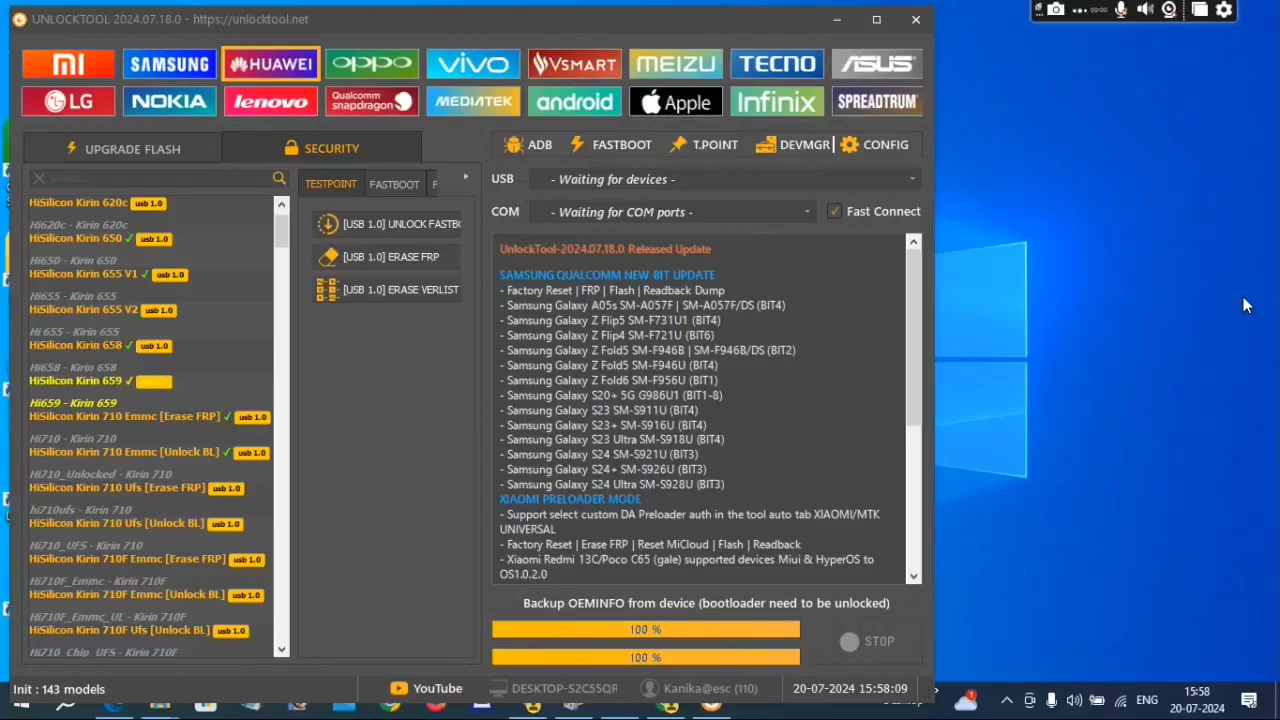 UNLOCKTOOL 2024.07.18.0 - https://unlocktool.net
00:00
mi SAMSUNG HUAWEI oppo vivo VSMART MEIZU TECNO ASUS
LG NOKIA lenovo Qualcomm snapdragon MEDIATEK android Apple Infinix SPREADTRUM
UPGRADE FLASH SECURITY
ADB FASTBOOT T.POINT DEVMGR CONFIG
TESTPOINT FASTBOOT F
USB - Waiting for devices -
COM - Waiting for COM ports - Fast Connect
HiSilicon Kirin 620c usb 1.0
Hi620c - Kirin 620c
HiSilicon Kirin 650 ✓ usb 1.0
Hi650 - Kirin 650
HiSilicon Kirin 655 V1 ✓ usb 1.0
Hi655 - Kirin 655
HiSilicon Kirin 655 V2 usb 1.0
Hi 655 - Kirin 655
HiSilicon Kirin 658 ✓ usb 1.0
Hi658 - Kirin 658
HiSilicon Kirin 659 ✓
Hi659 - Kirin 659
HiSilicon Kirin 710 Emmc [Erase FRP] ✓ usb 1.0
Hi710 - Kirin 710
HiSilicon Kirin 710 Emmc [Unlock BL] ✓ usb 1.0
Hi710_Unlocked - Kirin 710
HiSilicon Kirin 710 Ufs [Erase FRP] usb 1.0
hi710ufs - Kirin 710
HiSilicon Kirin 710 Ufs [Unlock BL] usb 1.0
Hi710_UFS - Kirin 710
HiSilicon Kirin 710F Emmc [Erase FRP] usb 1.0
Hi710F_Emmc - Kirin 710F
HiSilicon Kirin 710F Emmc [Unlock BL] usb 1.0
Hi710F_Emmc_UL - Kirin 710F
HiSilicon Kirin 710F Ufs [Unlock BL] usb 1.0
Hi710_Chip_UFS - Kirin 710F
[USB 1.0] UNLOCK FASTBO
[USB 1.0] ERASE FRP
[USB 1.0] ERASE VERLIST
UnlockTool-2024.07.18.0 Released Update
SAMSUNG QUALCOMM NEW BIT UPDATE
- Factory Reset | FRP | Flash | Readback Dump
- Samsung Galaxy A05s SM-A057F | SM-A057F/DS (BIT4)
- Samsung Galaxy Z Flip5 SM-F731U1 (BIT4)
- Samsung Galaxy Z Flip4 SM-F721U (BIT6)
- Samsung Galaxy Z Fold5 SM-F946B | SM-F946B/DS (BIT2)
- Samsung Galaxy Z Fold5 SM-F946U (BIT4)
- Samsung Galaxy Z Fold6 SM-F956U (BIT1)
- Samsung Galaxy S20+ 5G G986U1 (BIT1-8)
- Samsung Galaxy S23 SM-S911U (BIT4)
- Samsung Galaxy S23+ SM-S916U (BIT4)
- Samsung Galaxy S23 Ultra SM-S918U (BIT4)
- Samsung Galaxy S24 SM-S921U (BIT3)
- Samsung Galaxy S24+ SM-S926U (BIT3)
- Samsung Galaxy S24 Ultra SM-S928U (BIT3)
XIAOMI PRELOADER MODE
- Support select custom DA Preloader auth in the tool auto tab XIAOMI/MTK
UNIVERSAL
- Factory Reset | Erase FRP | Reset MiCloud | Flash | Readback
- Xiaomi Redmi 13C/Poco C65 (gale) supported devices Miui & HyperOS to
OS1.0.2.0
Backup OEMINFO from device (bootloader need to be unlocked)
100 %
100 %
STOP
Init : 143 models YouTube DESKTOP-S2C55QR Kanika@esc (110) 20-07-2024 15:58:09
ENG 15:58
20-07-2024